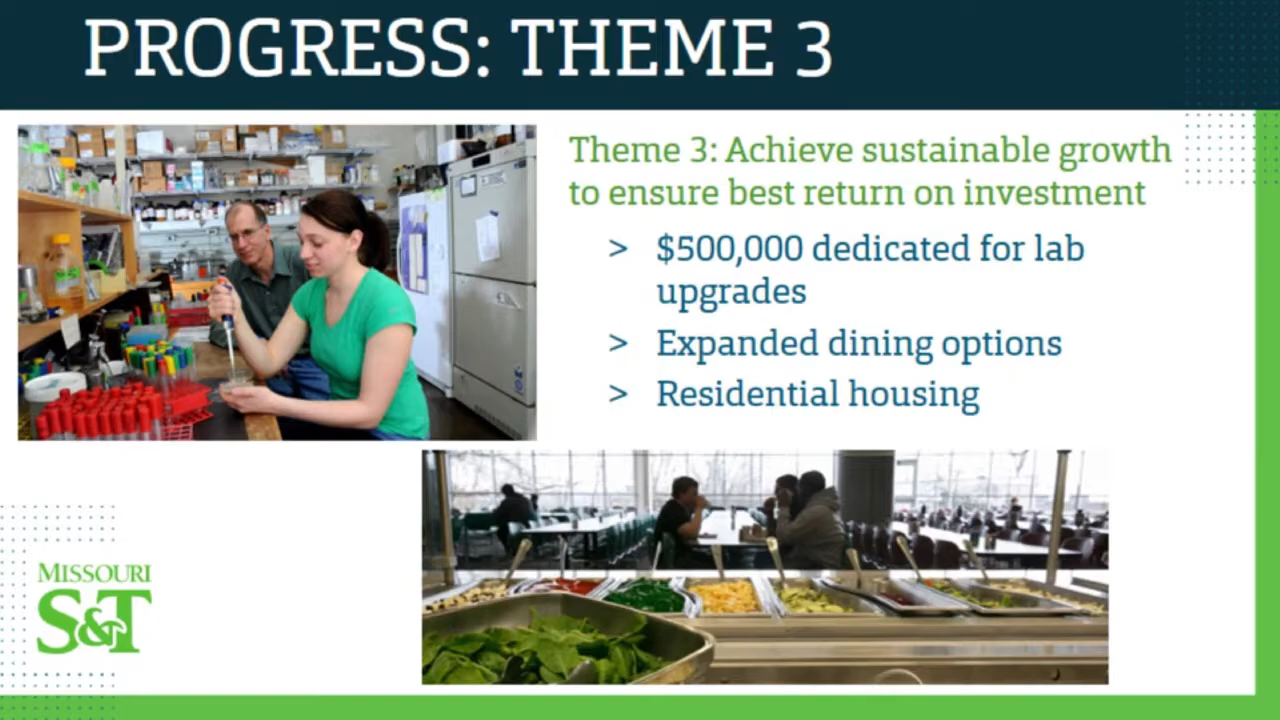 PROGRESS: THEME 3
Theme 3: Achieve sustainable growth
to ensure best return on investment
> $500,000 dedicated for lab
upgrades
> Expanded dining options
> Residential housing
MISSOURI
S&T